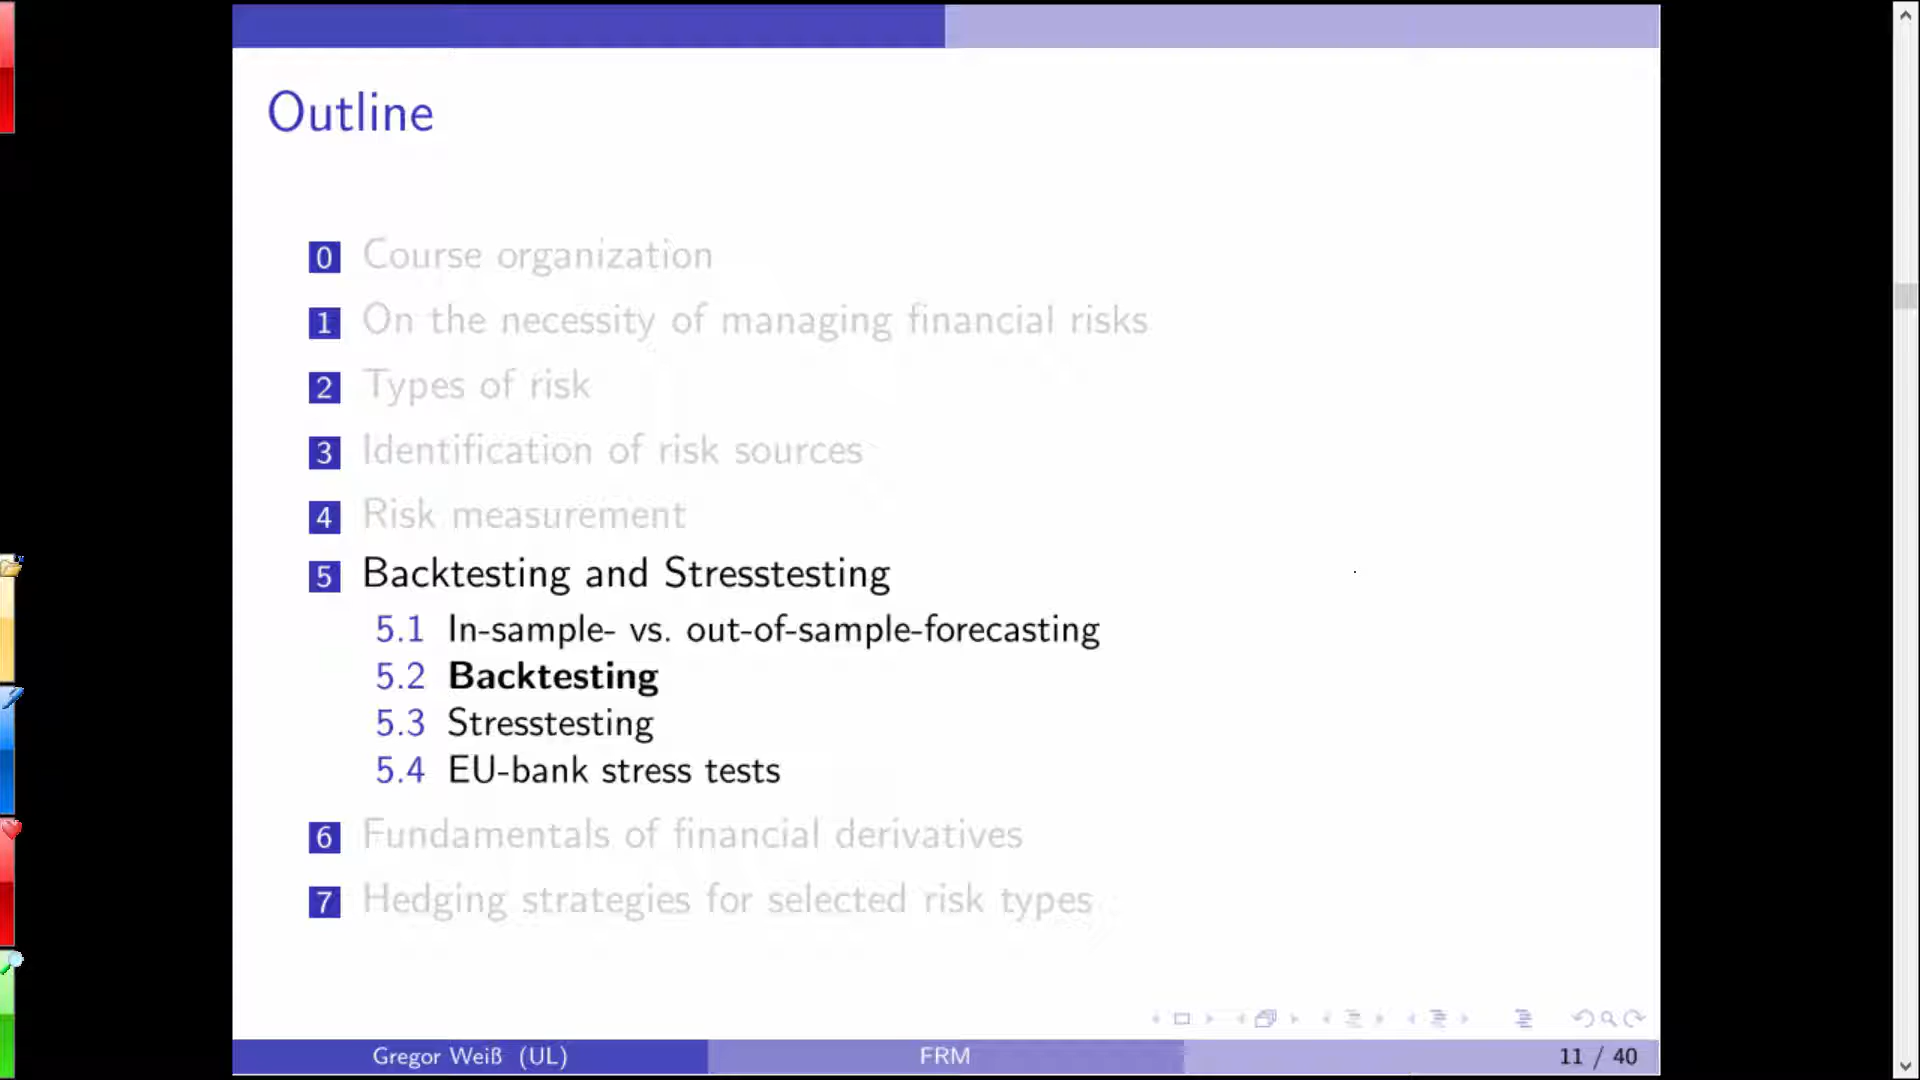 Outline
0 Course organization
1 On the necessity of managing financial risks
2 Types of risk
3 Identification of risk sources
4 Risk measurement
5 Backtesting and Stresstesting
5.1 In-sample- vs. out-of-sample-forecasting
5.2 Backtesting
5.3 Stresstesting
5.4 EU-bank stress tests
6 Fundamentals of financial derivatives
7 Hedging strategies for selected risk types
Gregor Weiß (UL) FRM 11 / 40